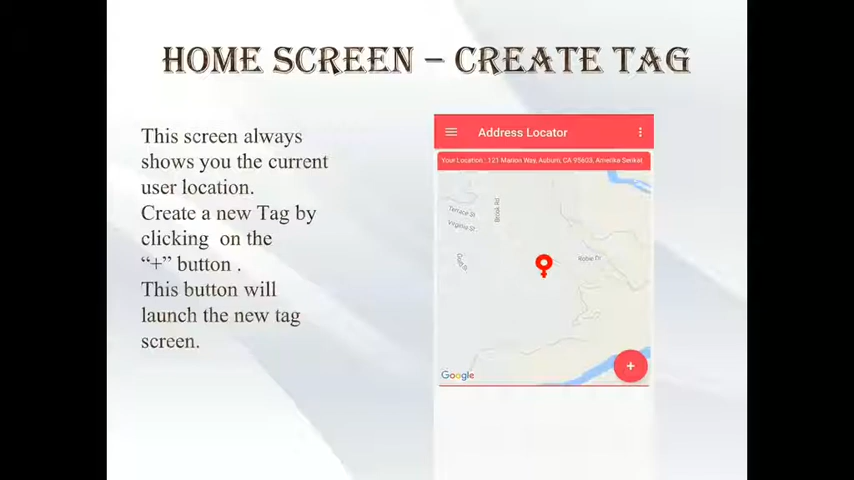 HOME SCREEN – CREATE TAG
This screen always
shows you the current
user location.
Create a new Tag by
clicking on the
“+” button .
This button will
launch the new tag
screen.
Address Locator
Your Location : 121 Marion Way, Auburn, CA 95603, Amerika Serikat
Terrace St
Virginia St
Brook Rd
Robie Dr
Google
+